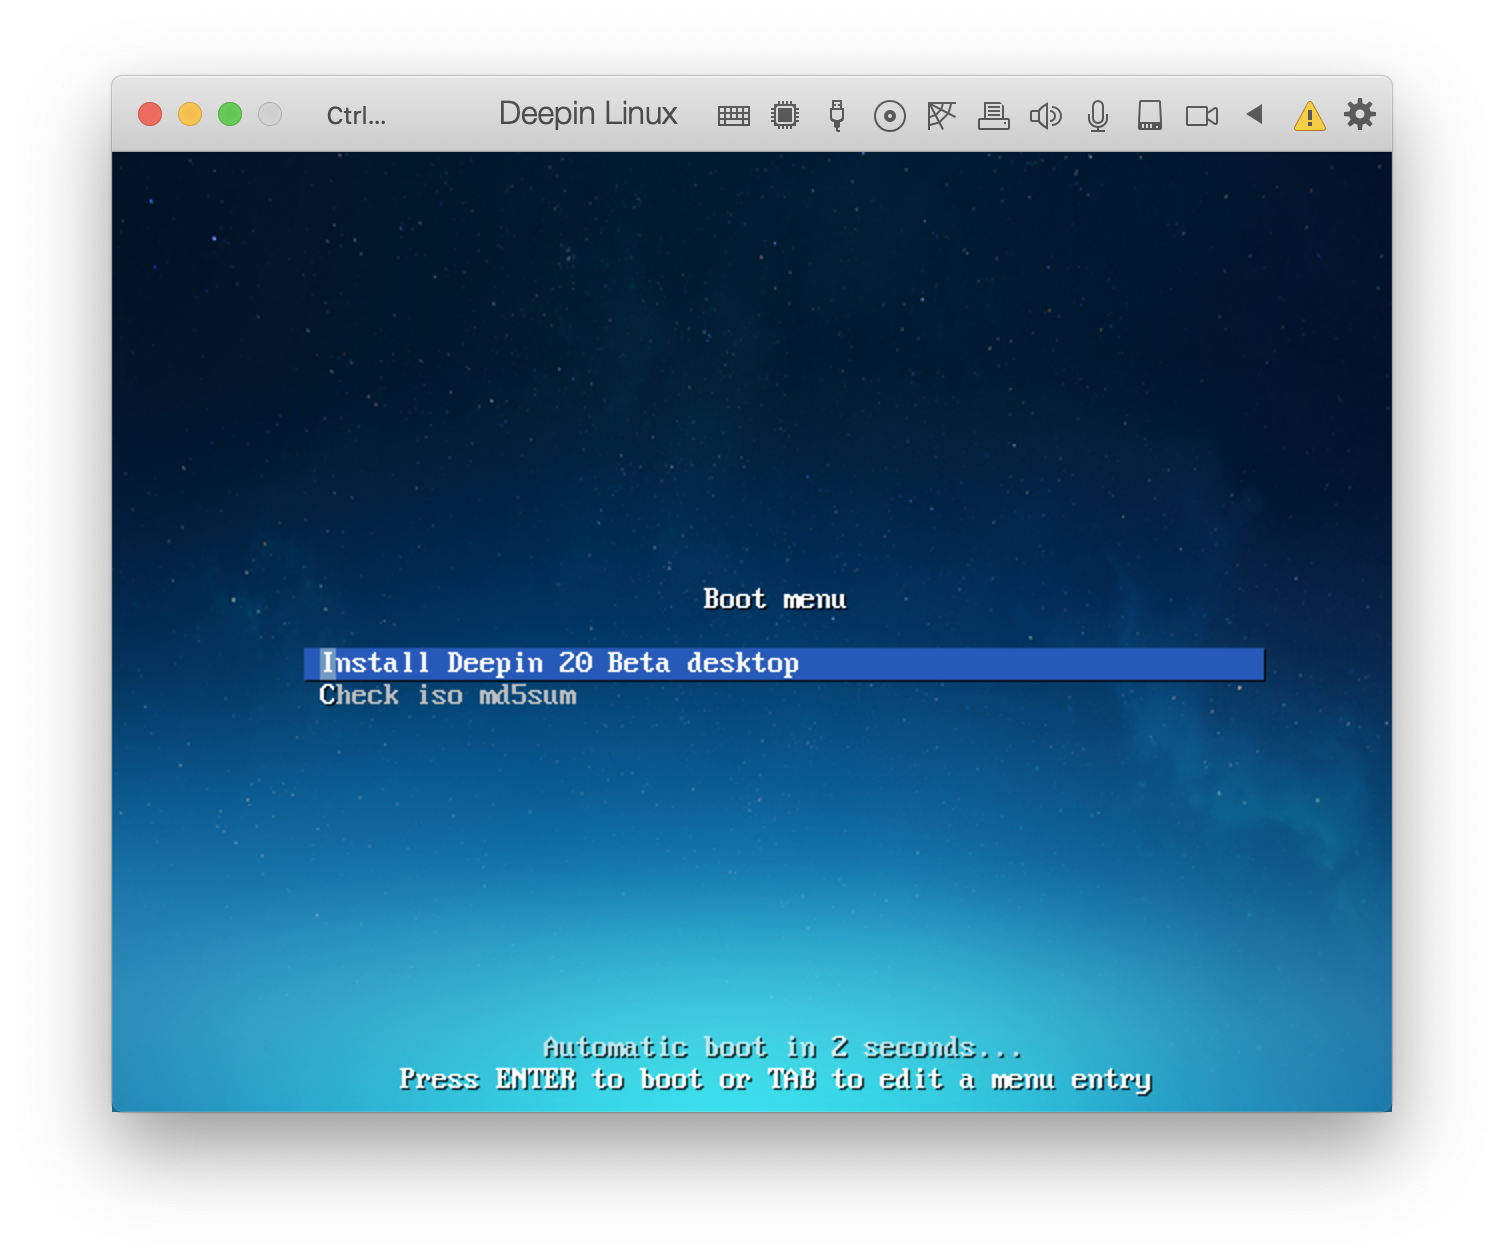 Ctrl...
Deepin Linux
Boot menu
Install Deepin 20 Beta desktop
Check iso md5sum
Automatic boot in 2 seconds...
Press ENTER to boot or TAB to edit a menu entry